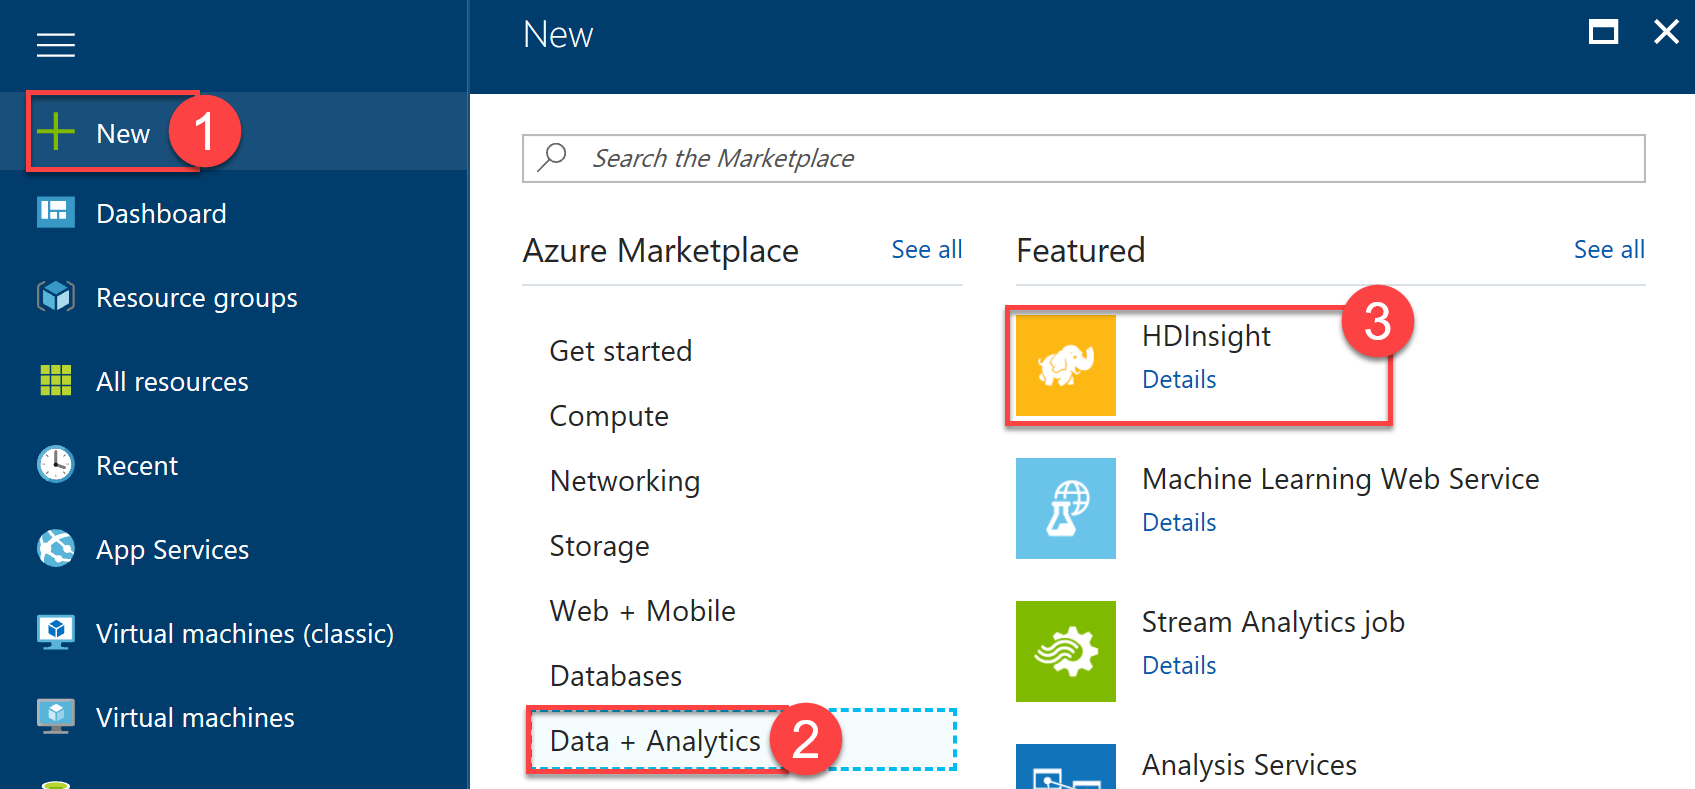 New
1
Dashboard
Resource groups
All resources
Recent
App Services
Virtual machines (classic)
Virtual machines
New
Search the Marketplace
Azure Marketplace
See all
Get started
Compute
Networking
Storage
Web + Mobile
Databases
Data + Analytics
2
Featured
See all
HDInsight
Details
3
Machine Learning Web Service
Details
Stream Analytics job
Details
Analysis Services